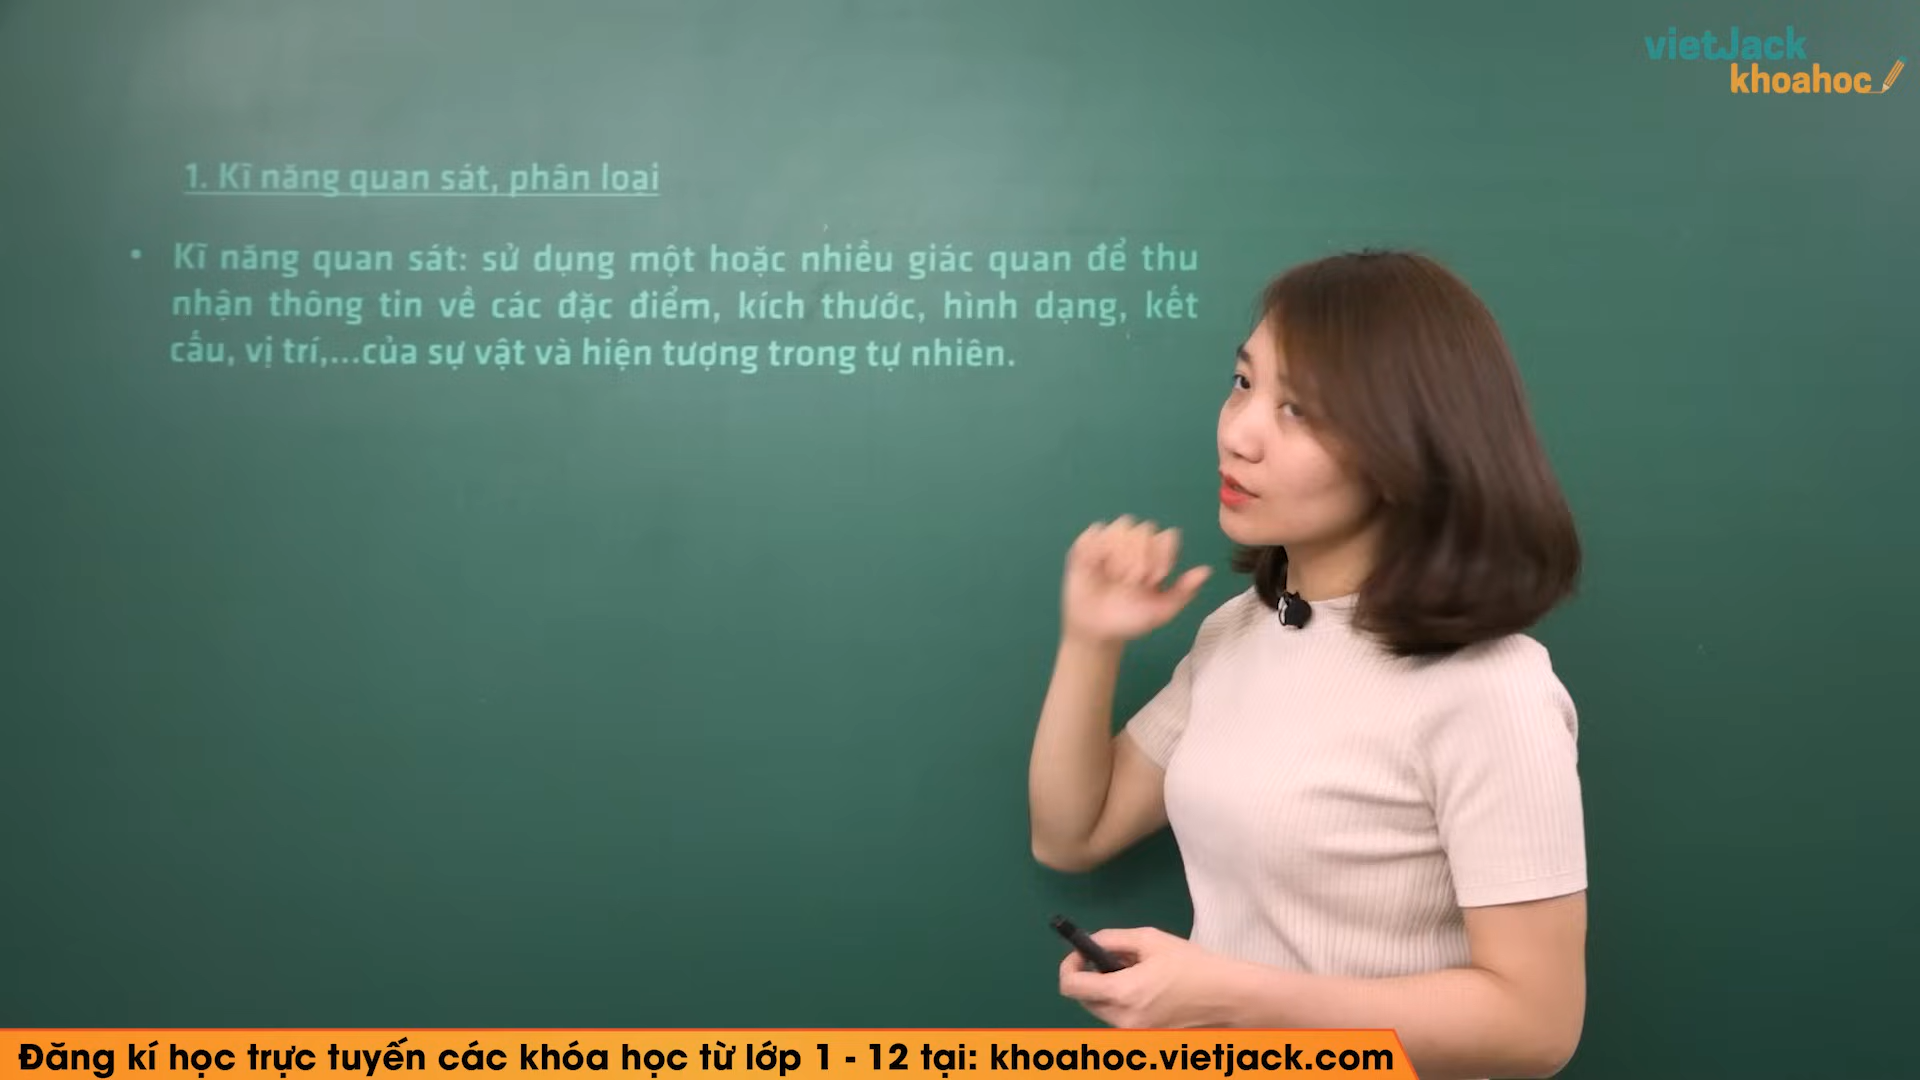 vietJack
khoahoc
1. Kĩ năng quan sát, phân loại
• Kĩ năng quan sát: sử dụng một hoặc nhiều giác quan để thu
nhận thông tin về các đặc điểm, kích thước, hình dạng, kết
cấu, vị trí,...của sự vật và hiện tượng trong tự nhiên.
Đăng kí học trực tuyến các khóa học từ lớp 1 - 12 tại: khoahoc.vietjack.com